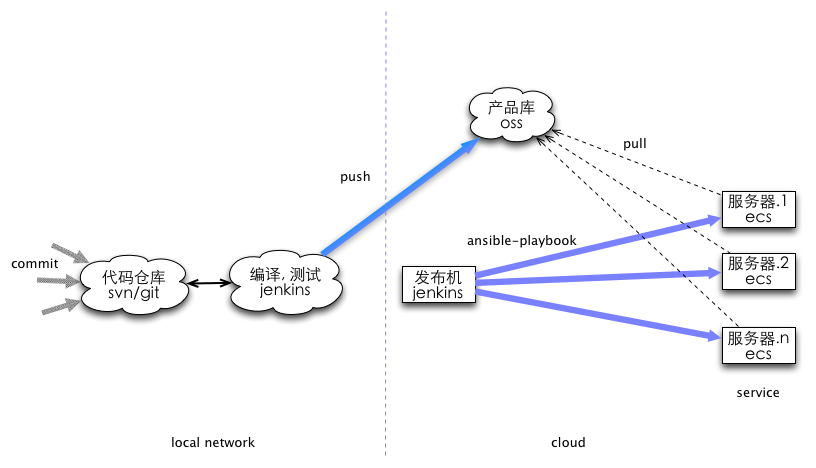 产品库
oss
pull
push
服务器.1
ecs
ansible-playbook
commit
代码仓库
svn/git
编译, 测试
jenkins
发布机
jenkins
服务器.2
ecs
服务器.n
ecs
service
local network
cloud